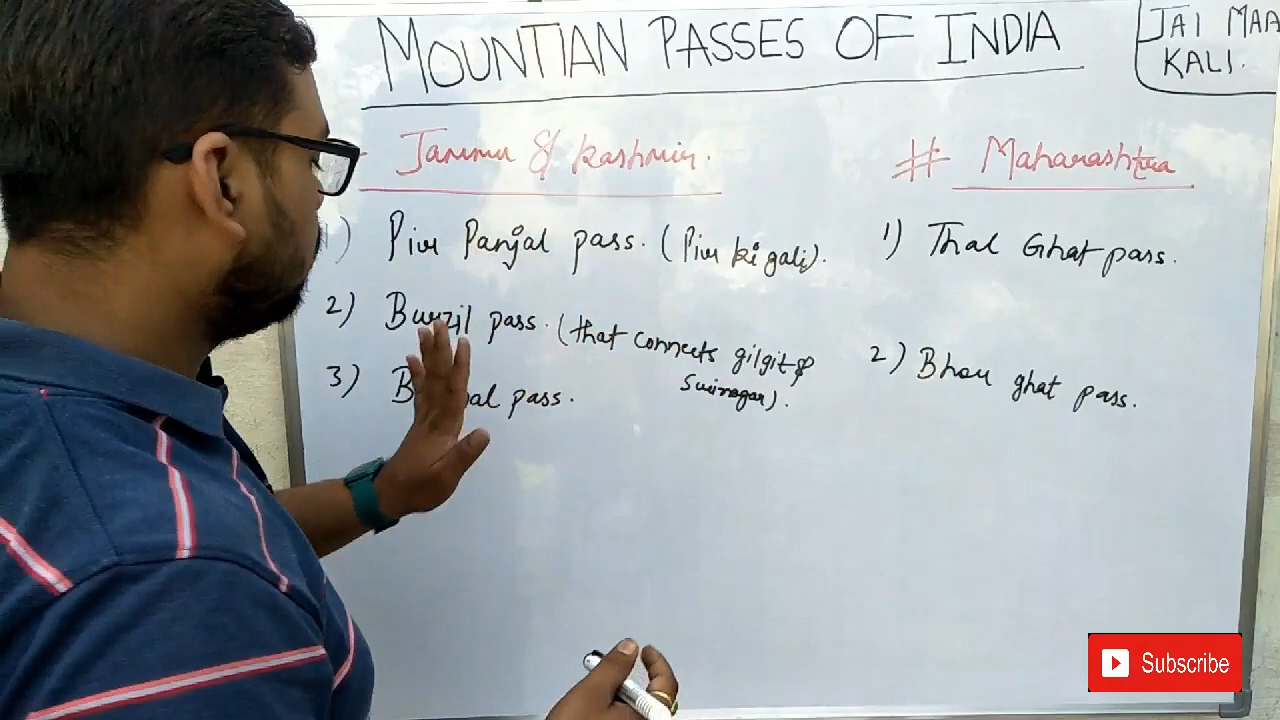 MOUNTIAN PASSES OF INDIA
JAI MAA
KALI.
Jammu & Kashmir.
1) Pir Panjal pass. (Pir ki gali).
2) Burzil pass. (that connects gilgit &
Srinagar).
3) pass.
# Maharashtra
1) Thal Ghat pass.
2) Bhor ghat pass.
Subscribe